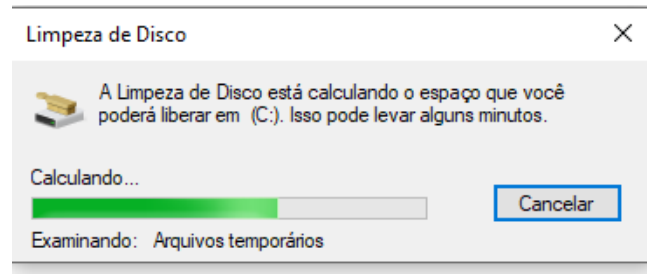 Limpeza de Disco
A Limpeza de Disco está calculando o espaço que você
poderá liberar em  (C:). Isso pode levar alguns minutos.
Calculando...
Cancelar
Examinando:   Arquivos temporários